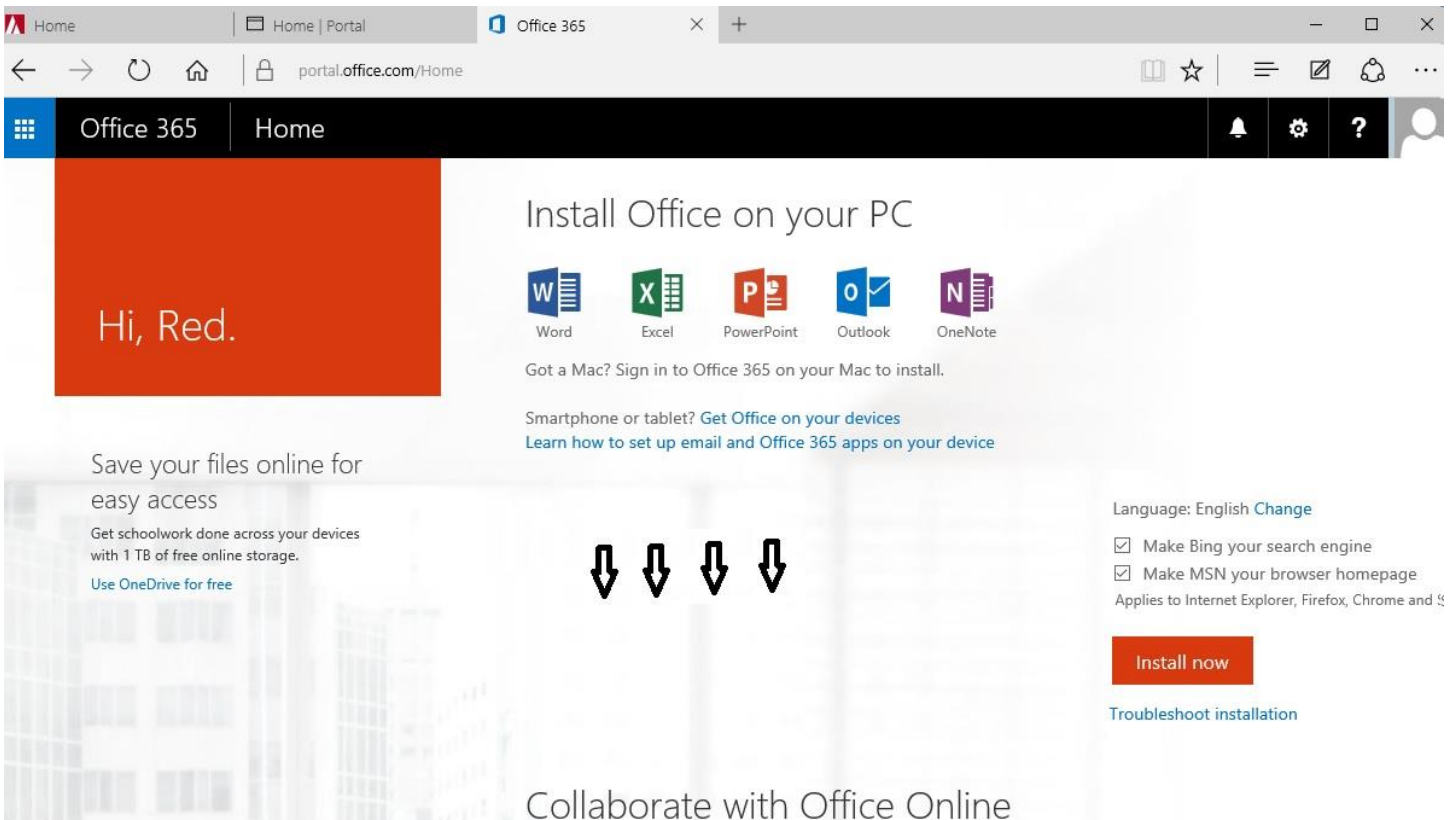 Home
Home | Portal
Office 365
portal.office.com/Home
Office 365
Home
?
Hi, Red.
Save your files online for
easy access
Get schoolwork done across your devices
with 1 TB of free online storage.
Use OneDrive for free
Install Office on your PC
W
X
P
O
N
Word
Excel
PowerPoint
Outlook
OneNote
Got a Mac? Sign in to Office 365 on your Mac to install.
Smartphone or tablet? Get Office on your devices
Learn how to set up email and Office 365 apps on your device
Language: English Change
Make Bing your search engine
Make MSN your browser homepage
Applies to Internet Explorer, Firefox, Chrome and
Install now
Troubleshoot installation
Collaborate with Office Online